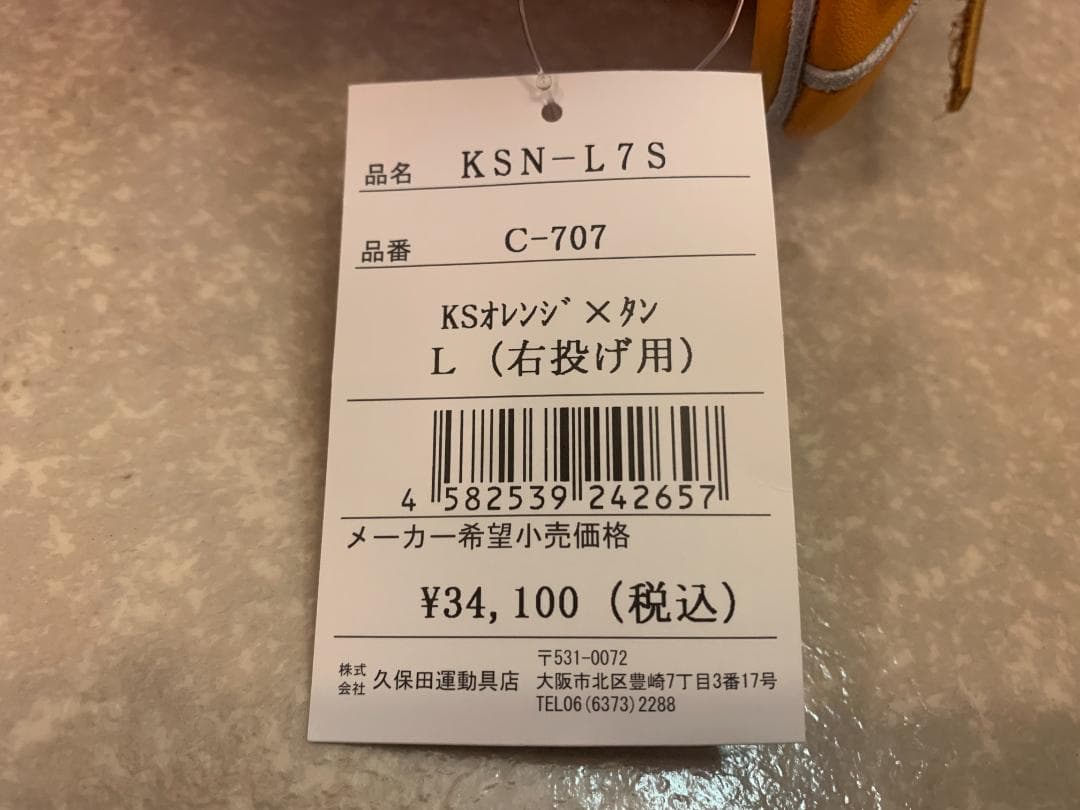 品名 KSN-L7S
品番 C-707
KSｵﾚﾝｼﾞ×ﾀﾝ
L (右投げ用)
4 582539 242657
メーカー希望小売価格
¥34,100 (税込)
株式会社 久保田運動具店
〒531-0072
大阪市北区豊崎7丁目3番17号
TEL06(6373)2288